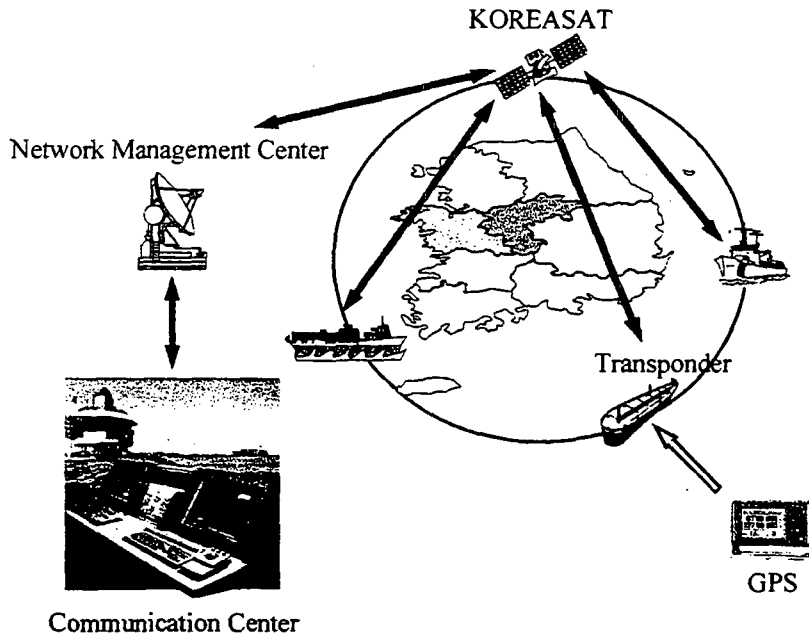 KOREASAT
Network Management Center
Transponder
GPS
Communication Center